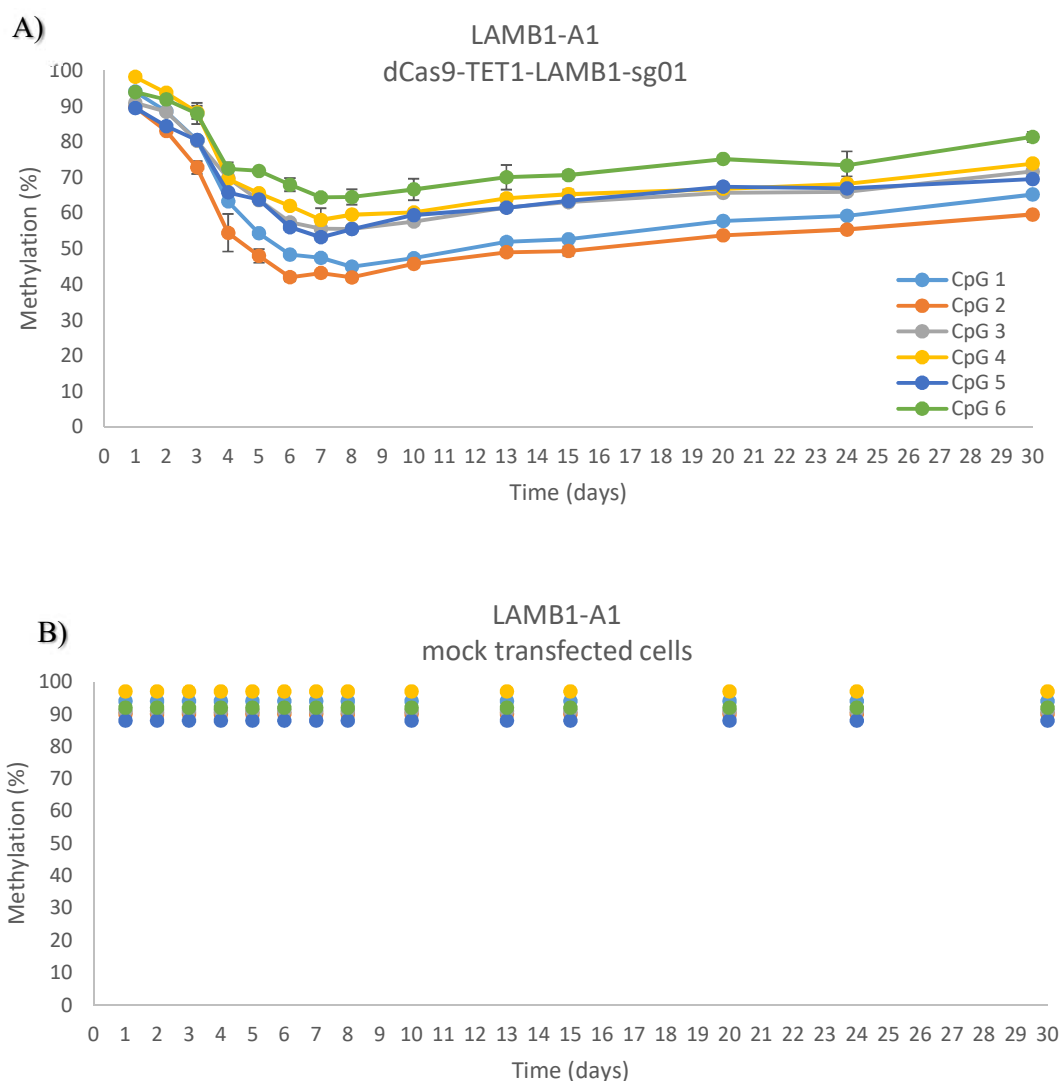 A)
LAMB1-A1
dCas9-TET1-LAMB1-sg01
100
90
80
70
60
50
40
30
20
10
0
Methylation (%)
CpG 1
CpG 2
CpG 3
CpG 4
CpG 5
CpG 6
0 1 2 3 4 5 6 7 8 9 10 11 12 13 14 15 16 17 18 19 20 21 22 23 24 25 26 27 28 29 30
Time (days)
B)
LAMB1-A1
mock transfected cells
100
90
80
70
60
50
40
30
20
10
0
Methylation (%)
0 1 2 3 4 5 6 7 8 9 10 11 12 13 14 15 16 17 18 19 20 21 22 23 24 25 26 27 28 29 30
Time (days)